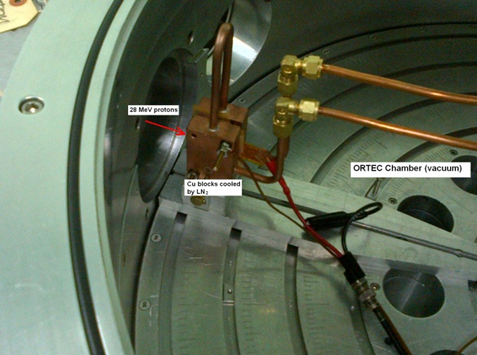 28 MeV protons
ORTEC Chamber (vacuum)
Cu blocks cooled
by LN₂